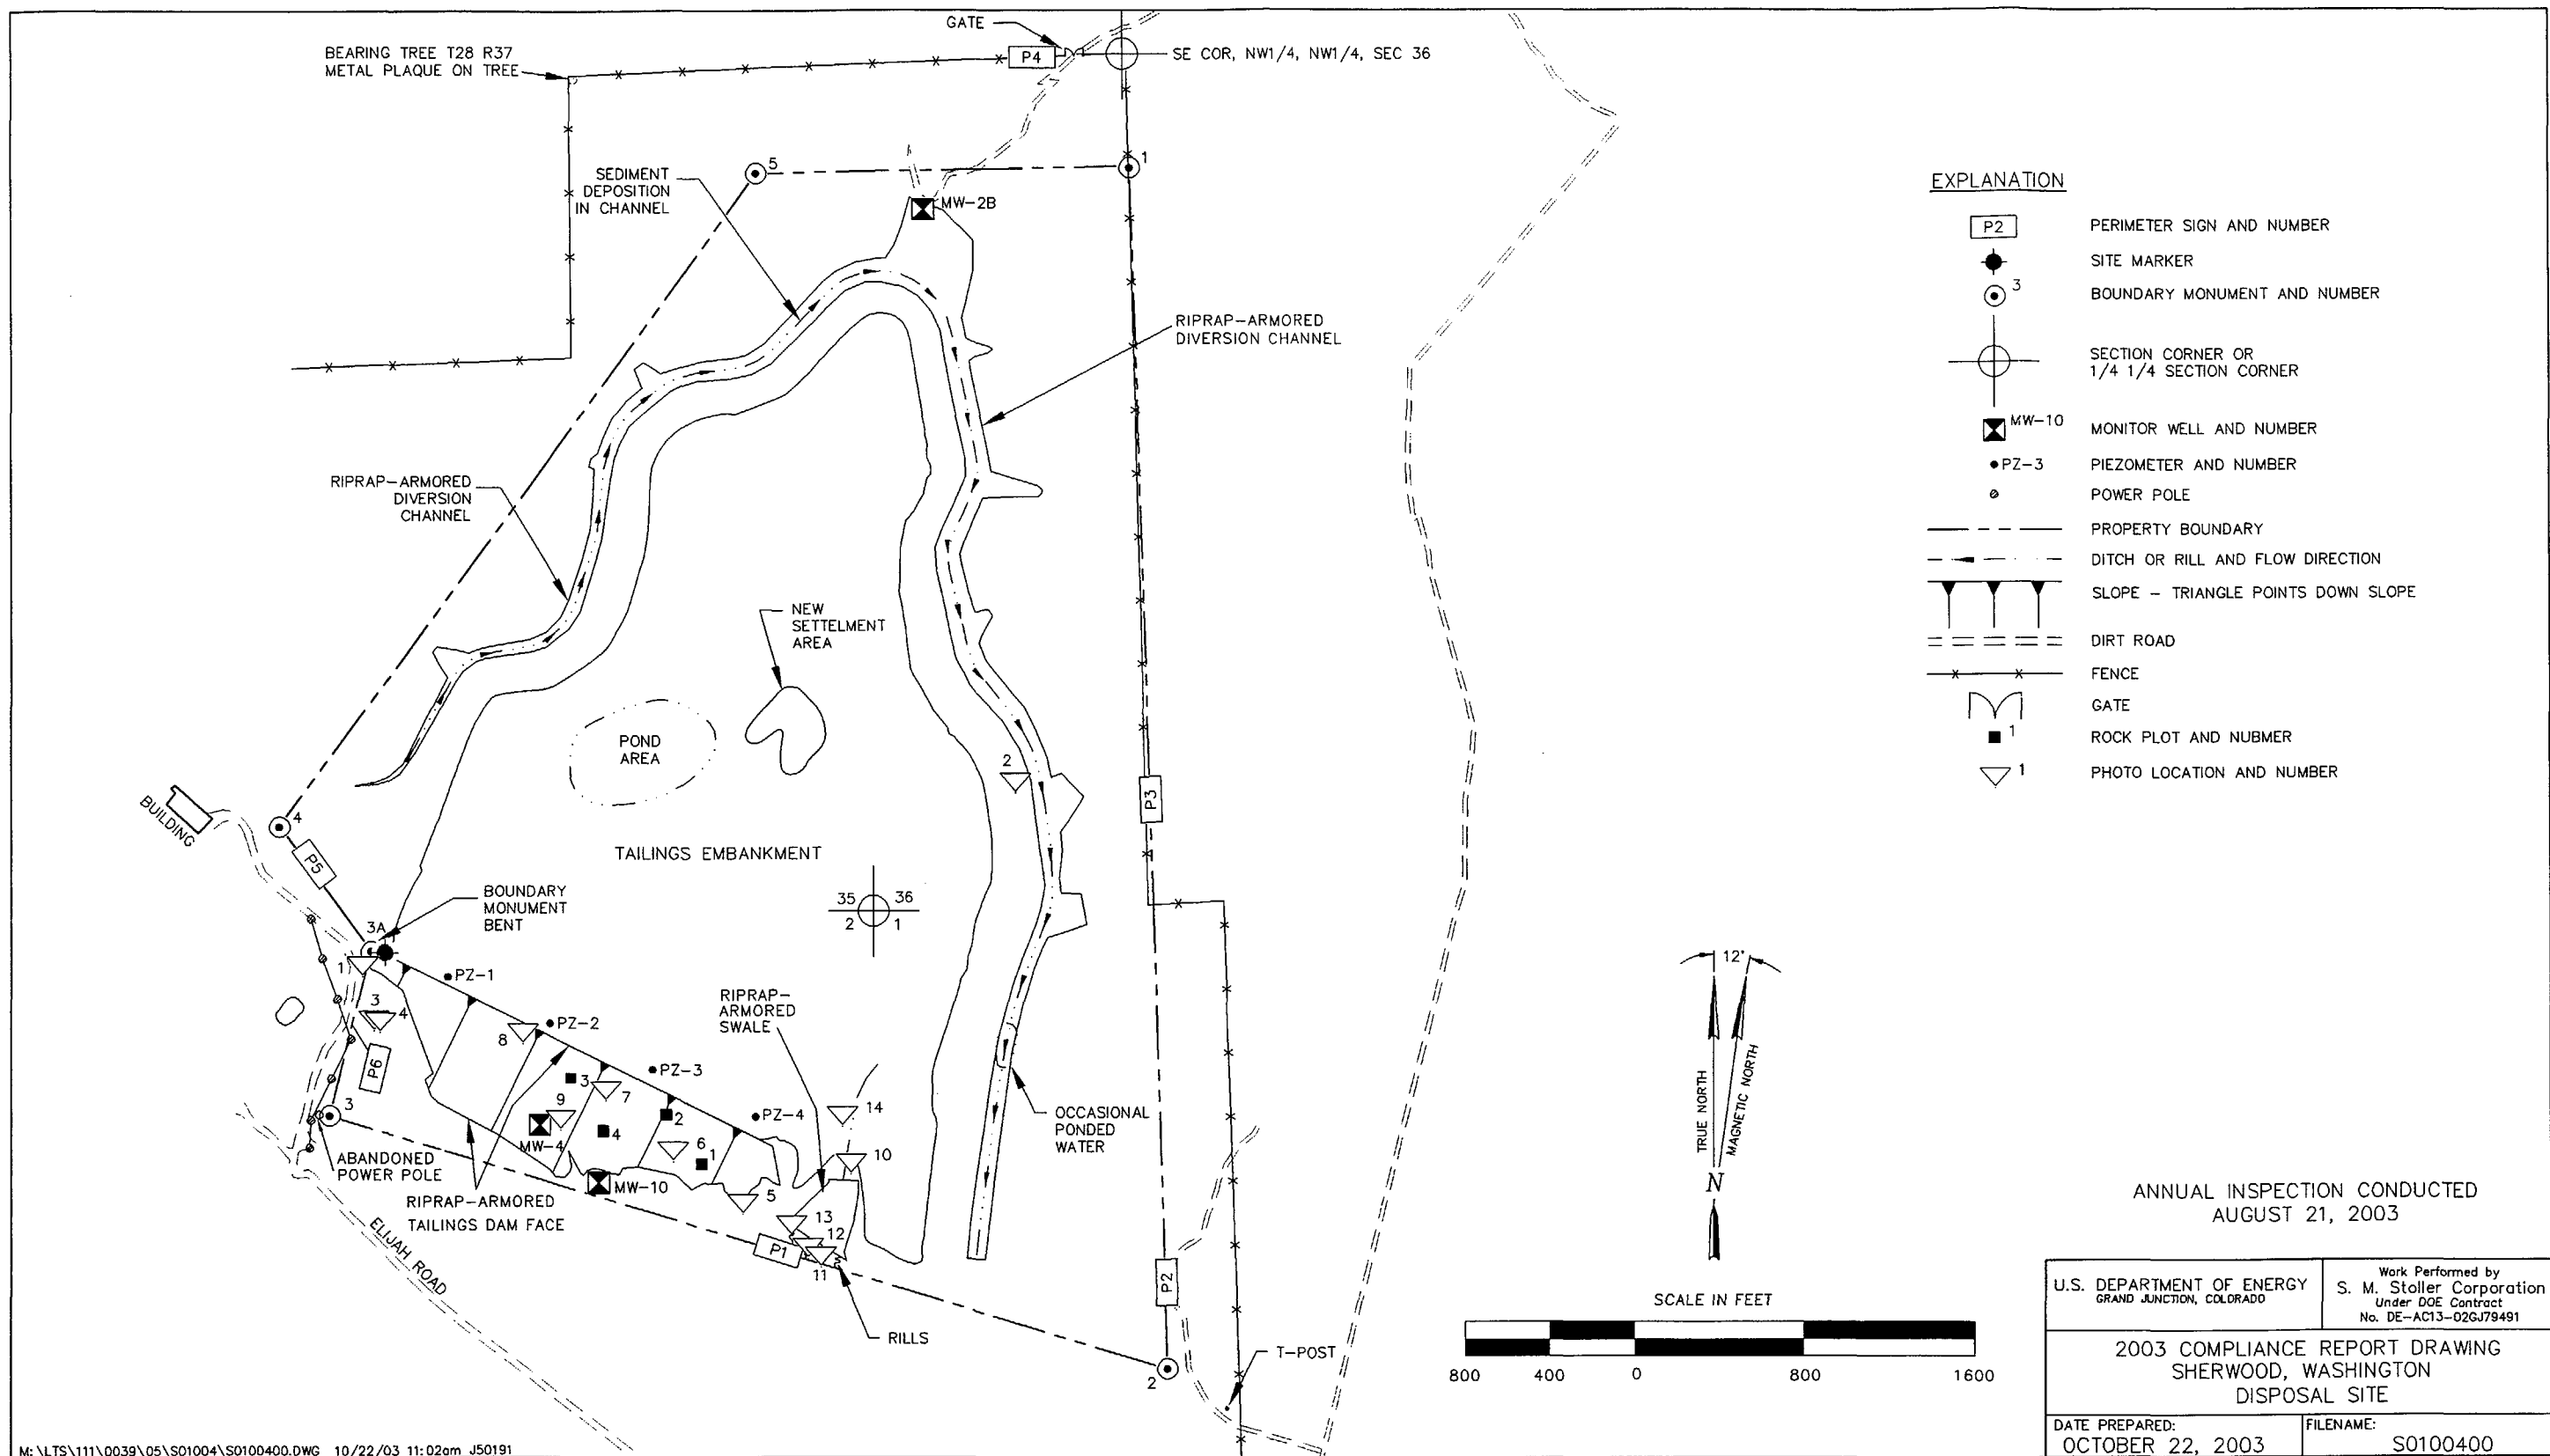 GATE
BEARING TREE T28 R37
METAL PLAQUE ON TREE
P4
SE COR, NW1/4, NW1/4, SEC 36
5
1
SEDIMENT
DEPOSITION
IN CHANNEL
MW-2B
RIPRAP-ARMORED
DIVERSION CHANNEL
RIPRAP-ARMORED
DIVERSION
CHANNEL
NEW
SETTELMENT
AREA
POND
AREA
2
P3
BUILDING
4
P5
TAILINGS EMBANKMENT
BOUNDARY
MONUMENT
BENT
35
36
2
1
3A
1
PZ-1
3
4
8
PZ-2
RIPRAP-
ARMORED
SWALE
P6
3
7
PZ-3
9
MW-4
4
2
PZ-4
14
OCCASIONAL
PONDED
WATER
3
6
1
10
ABANDONED
POWER POLE
MW-10
5
RIPRAP-ARMORED
TAILINGS DAM FACE
13
12
P1
11
ELIJAH ROAD
P2
RILLS
T-POST
2
EXPLANATION
P2
PERIMETER SIGN AND NUMBER
SITE MARKER
3
BOUNDARY MONUMENT AND NUMBER
SECTION CORNER OR
1/4 1/4 SECTION CORNER
MW-10
MONITOR WELL AND NUMBER
PZ-3
PIEZOMETER AND NUMBER
POWER POLE
PROPERTY BOUNDARY
DITCH OR RILL AND FLOW DIRECTION
SLOPE - TRIANGLE POINTS DOWN SLOPE
DIRT ROAD
FENCE
GATE
1
ROCK PLOT AND NUBMER
1
PHOTO LOCATION AND NUMBER
12°
TRUE NORTH
MAGNETIC NORTH
N
SCALE IN FEET
800 400 0 800 1600
ANNUAL INSPECTION CONDUCTED
AUGUST 21, 2003
U.S. DEPARTMENT OF ENERGY
GRAND JUNCTION, COLORADO
Work Performed by
S. M. Stoller Corporation
Under DOE Contract
No. DE-AC13-02GJ79491
2003 COMPLIANCE REPORT DRAWING
SHERWOOD, WASHINGTON
DISPOSAL SITE
DATE PREPARED:
OCTOBER 22, 2003
FILENAME:
S0100400
M:\LTS\111\0039\05\S01004\S0100400.DWG 10/22/03 11:02am J50191